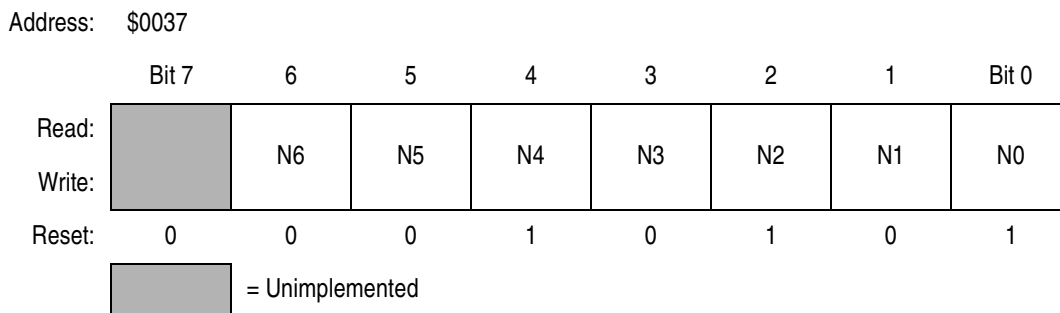 Address: $0037
Bit 7 6 5 4 3 2 1 Bit 0
Read:
N6 N5 N4 N3 N2 N1 N0
Write:
Reset: 0 0 0 1 0 1 0 1
= Unimplemented